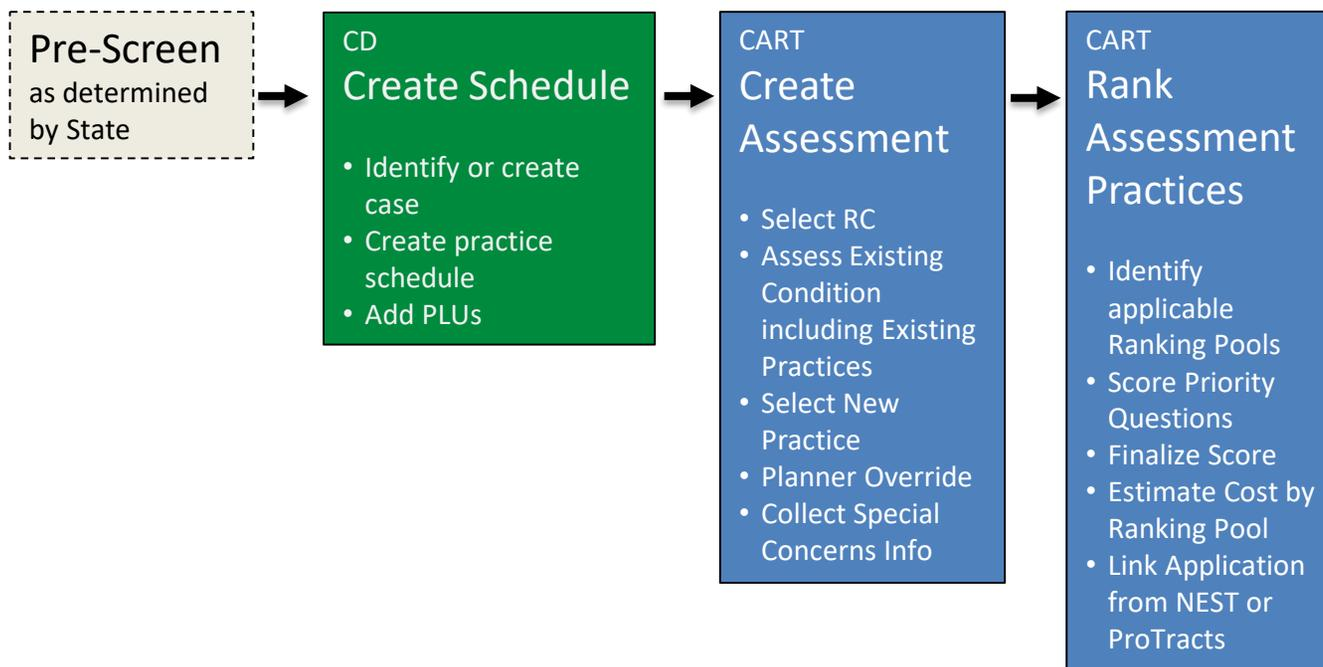 Pre-Screen
as determined
by State
CD
Create Schedule
• Identify or create
case
• Create practice
schedule
• Add PLUs
CART
Create
Assessment
• Select RC
• Assess Existing
Condition
including Existing
Practices
• Select New
Practice
• Planner Override
• Collect Special
Concerns Info
CART
Rank
Assessment
Practices
• Identify
applicable
Ranking Pools
• Score Priority
Questions
• Finalize Score
• Estimate Cost by
Ranking Pool
• Link Application
from NEST or
ProTracts